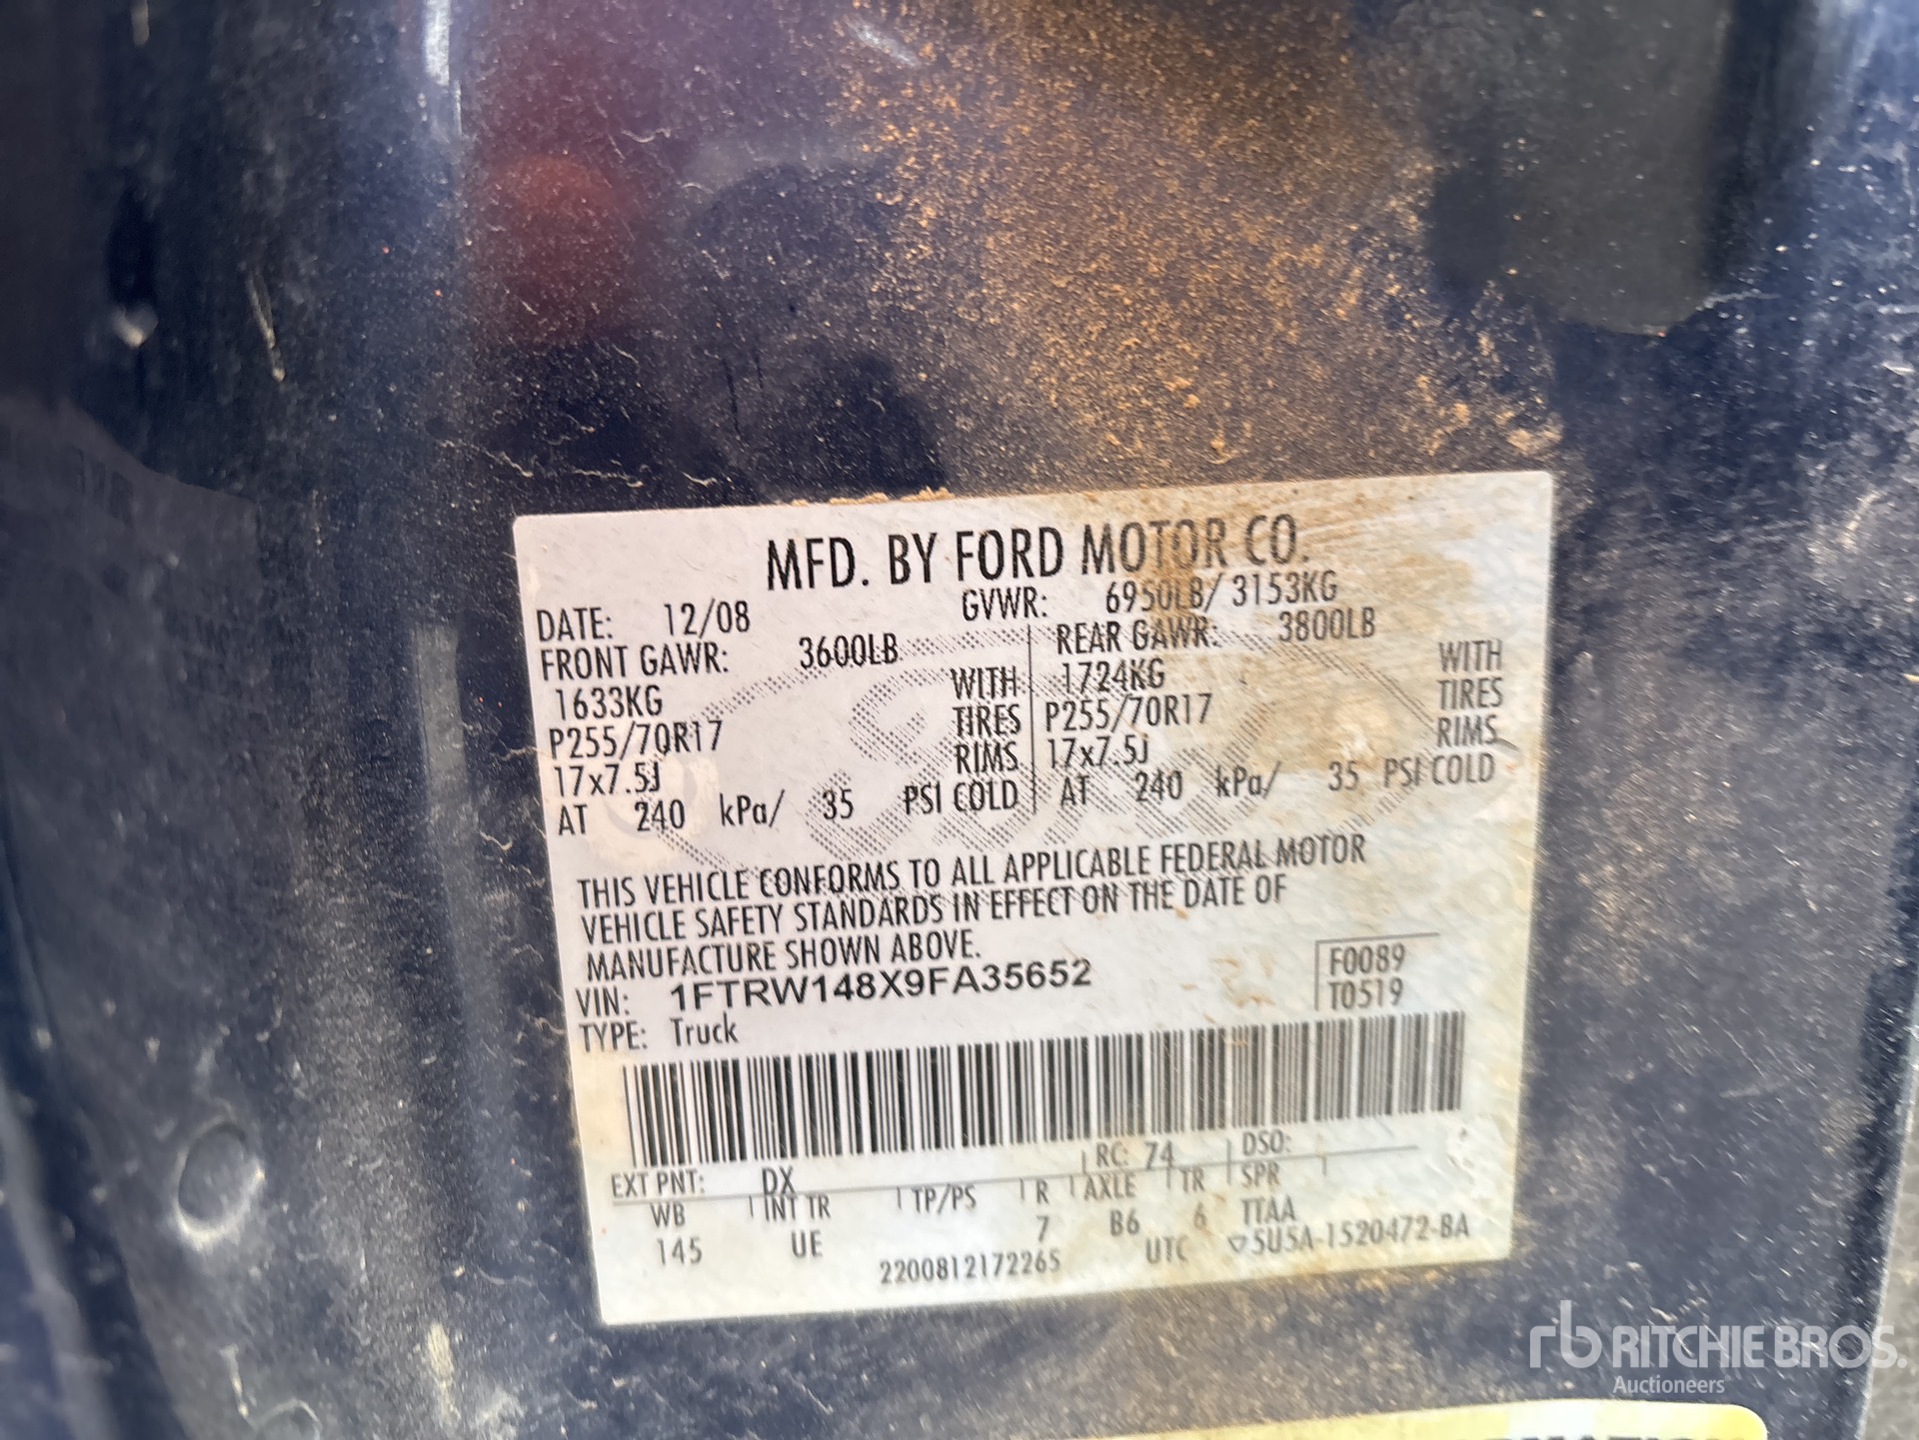 MFD. BY FORD MOTOR CO.
DATE: 12/08 GVWR: 6950LB/ 3153KG
FRONT GAWR: 3600LB REAR GAWR: 3800LB
1633KG WITH 1724KG WITH
P255/70R17 TIRES P255/70R17 TIRES
17x7.5J RIMS 17x7.5J RIMS
AT 240 kPa/ 35 PSI COLD AT 240 kPa/ 35 PSI COLD
THIS VEHICLE CONFORMS TO ALL APPLICABLE FEDERAL MOTOR
VEHICLE SAFETY STANDARDS IN EFFECT ON THE DATE OF
MANUFACTURE SHOWN ABOVE.
VIN: 1FTRW148X9FA35652 F0089
TYPE: Truck T0519
EXT PNT: DX RC: 74 DSO:
WB INT TR TP/PS R AXLE TR SPR
145 UE 7 B6 6 TTAA
2200812172265 UTC ▽5U5A-1520472-BA
rb RITCHIE BROS.
Auctioneers